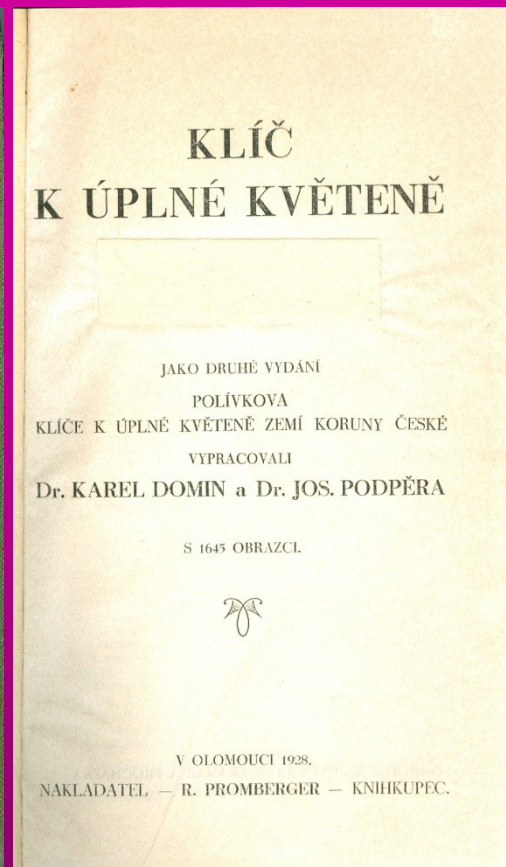 KLÍČ
K ÚPLNÉ KVĚTENĚ
JAKO DRUHÉ VYDÁNÍ
POLÍVKOVA
KLÍČE K ÚPLNÉ KVĚTENĚ ZEMÍ KORUNY ČESKÉ
VYPRACOVALI
Dr. KAREL DOMIN a Dr. JOS. PODPĚRA
S 1645 OBRAZCI.
V OLOMOUCI 1928.
NAKLADATEL — R. PROMBERGER — KNIHKUPEC.